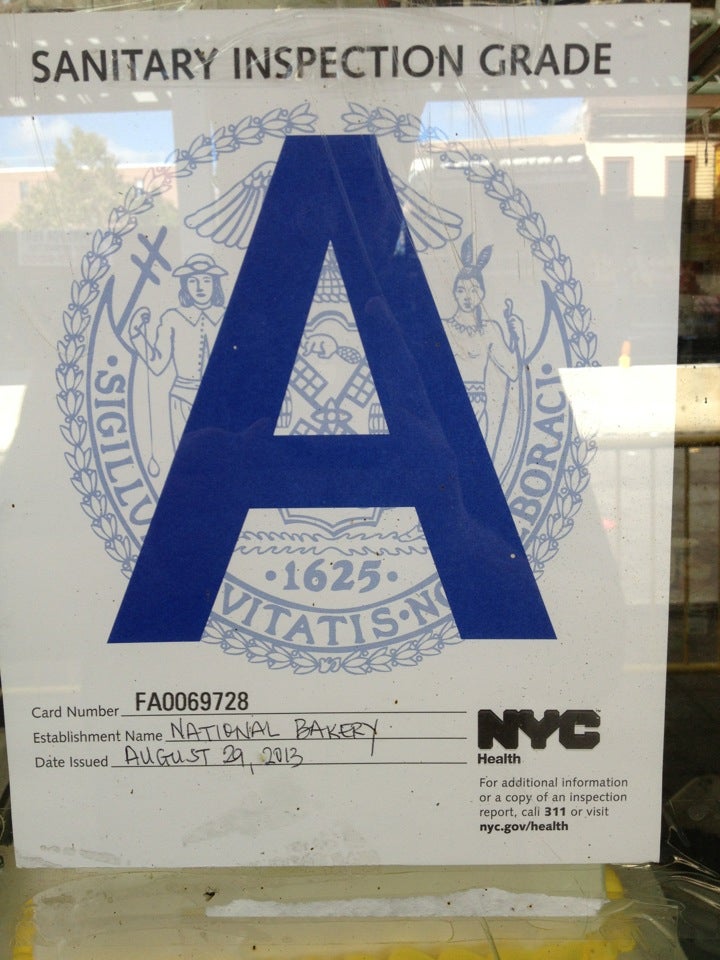 SANITARY INSPECTION GRADE
A
SIGILLU
BORACI
1625
VITATIS
Card Number FA0069728
Establishment Name NATIONAL BAKERY
Date Issued AUGUST 29, 2013
NYC
Health
For additional information
or a copy of an inspection
report, call 311 or visit
nyc.gov/health